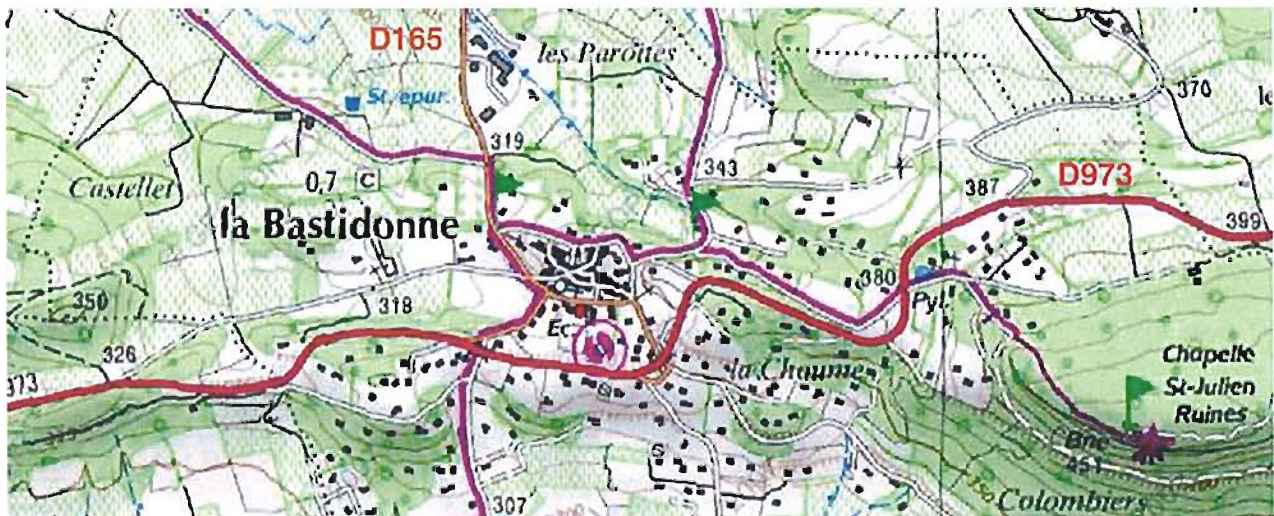 D165
les Parottes
St. epur.
370
319
343
D973
0,7
C
Castellet
387
la Bastidonne
399
380
Pyl.
350
318
Ec.
326
Chapelle
la Chaume
St-Julien
373
Ruines
Bne
451
350
307
Colombiers